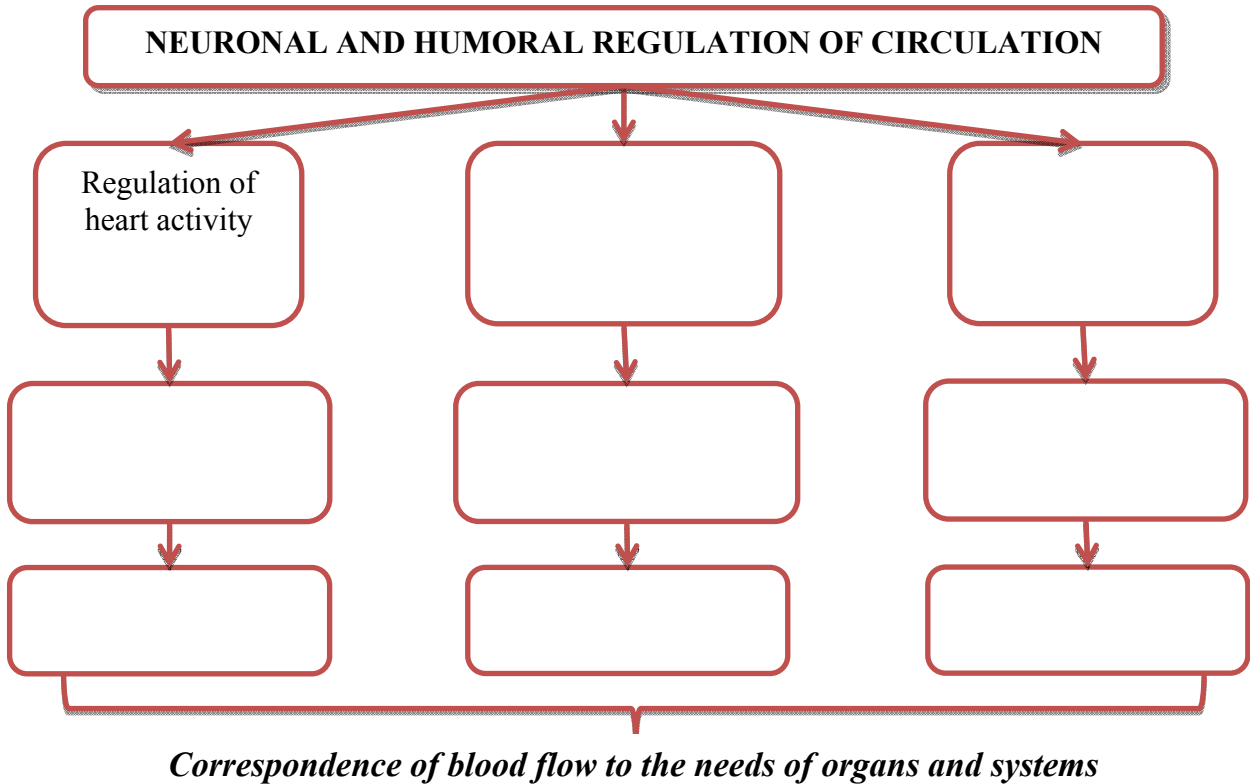 NEURONAL AND HUMORAL REGULATION OF CIRCULATION
Regulation of
heart activity
Correspondence of blood flow to the needs of organs and systems